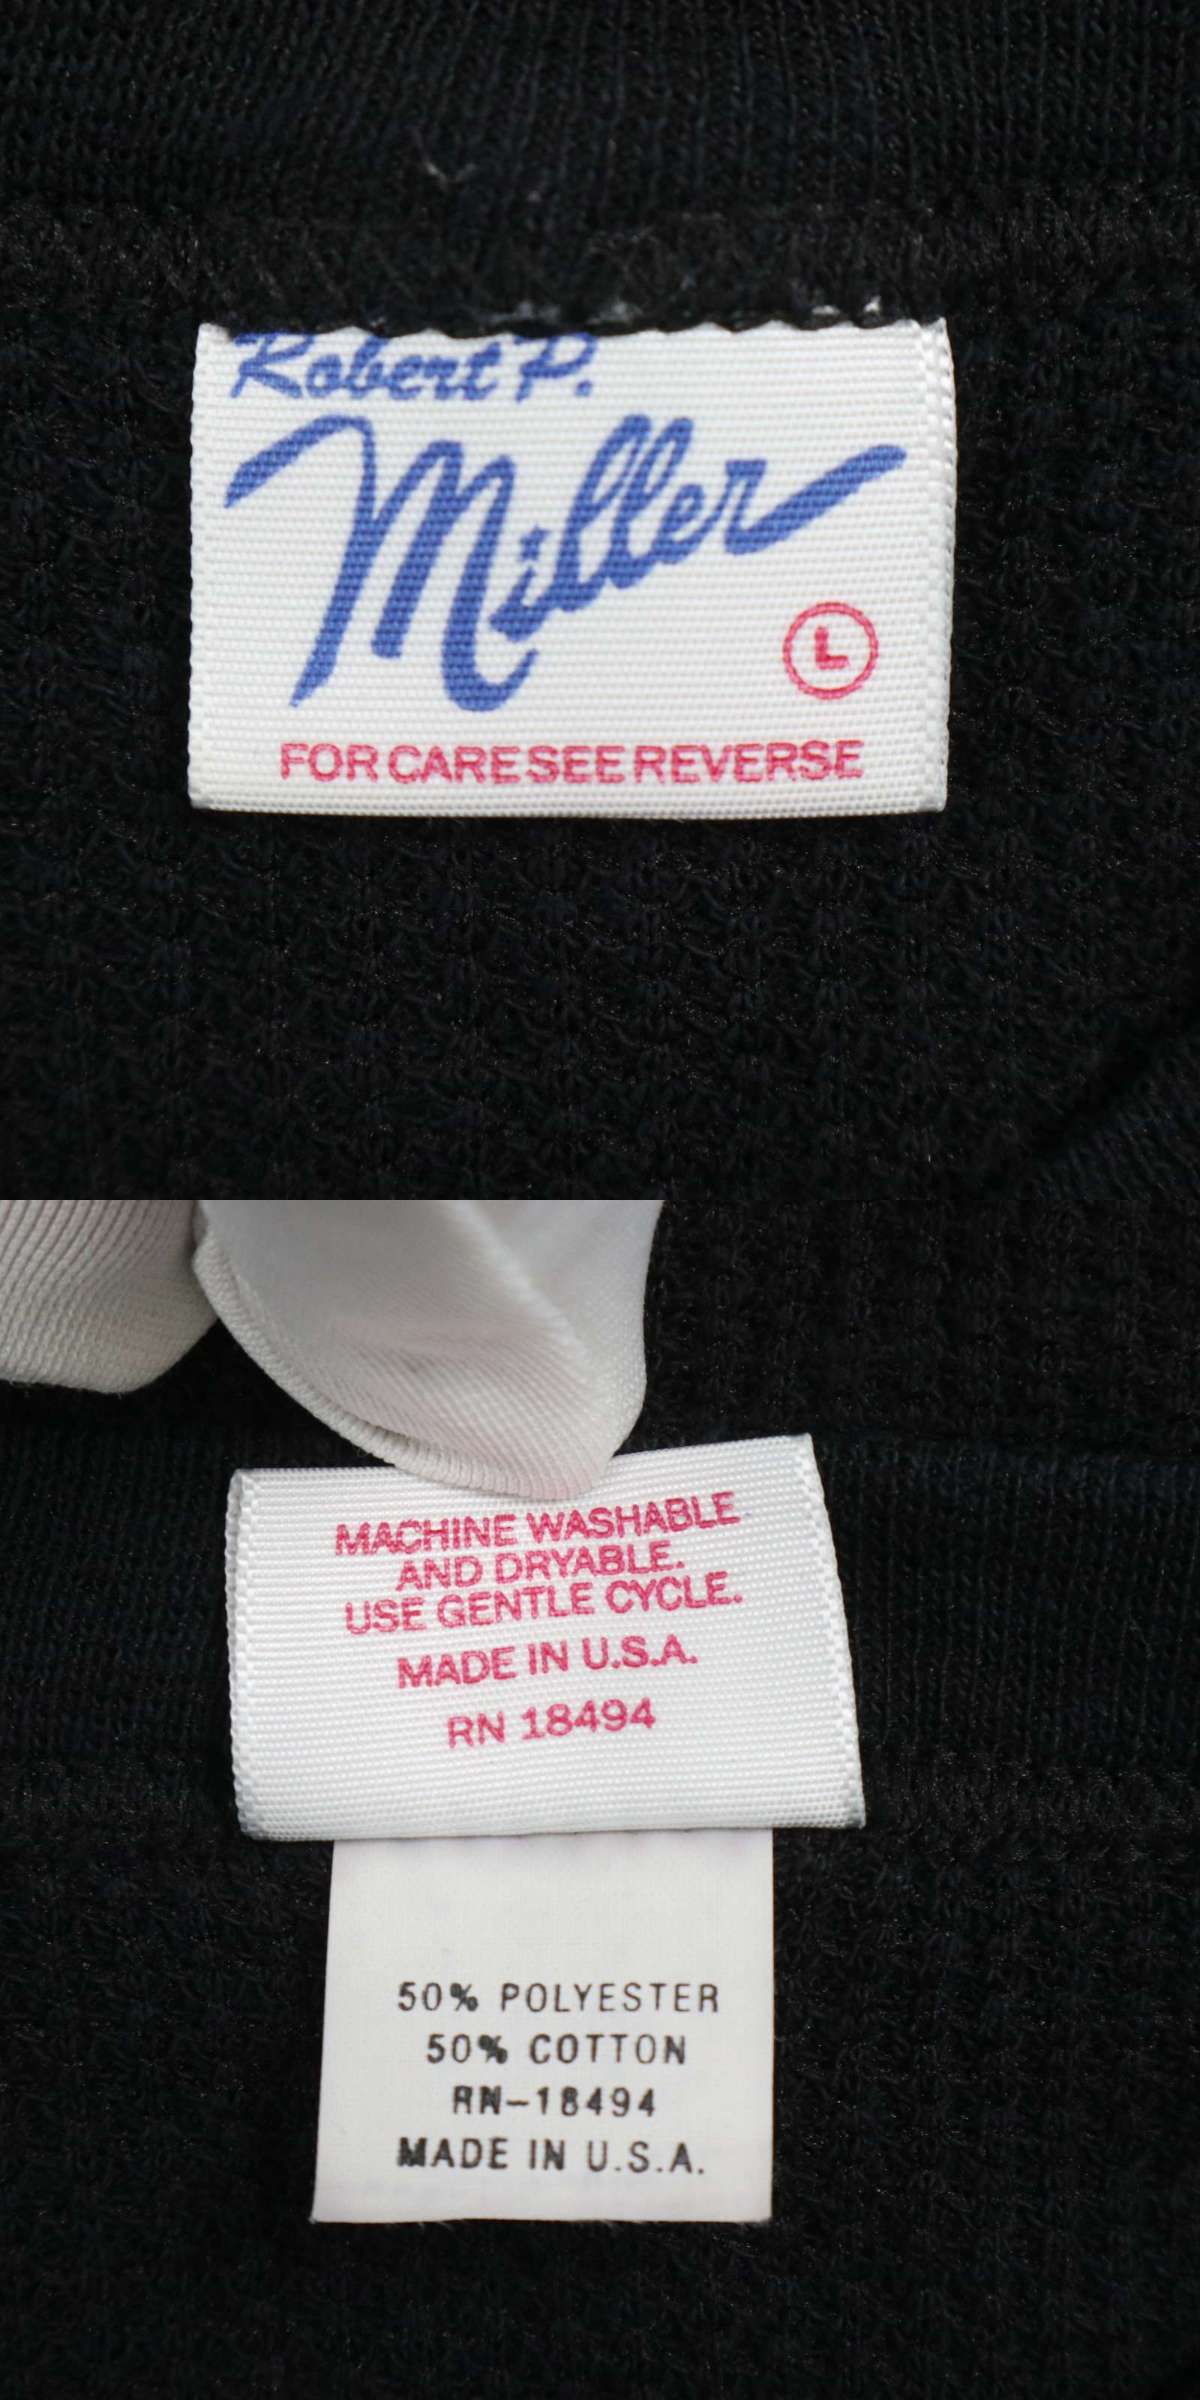 Robert P.
Miller
L
FOR CARE SEE REVERSE
MACHINE WASHABLE
AND DRYABLE.
USE GENTLE CYCLE.
MADE IN U.S.A.
RN 18494
50% POLYESTER
50% COTTON
RN-18494
MADE IN U.S.A.